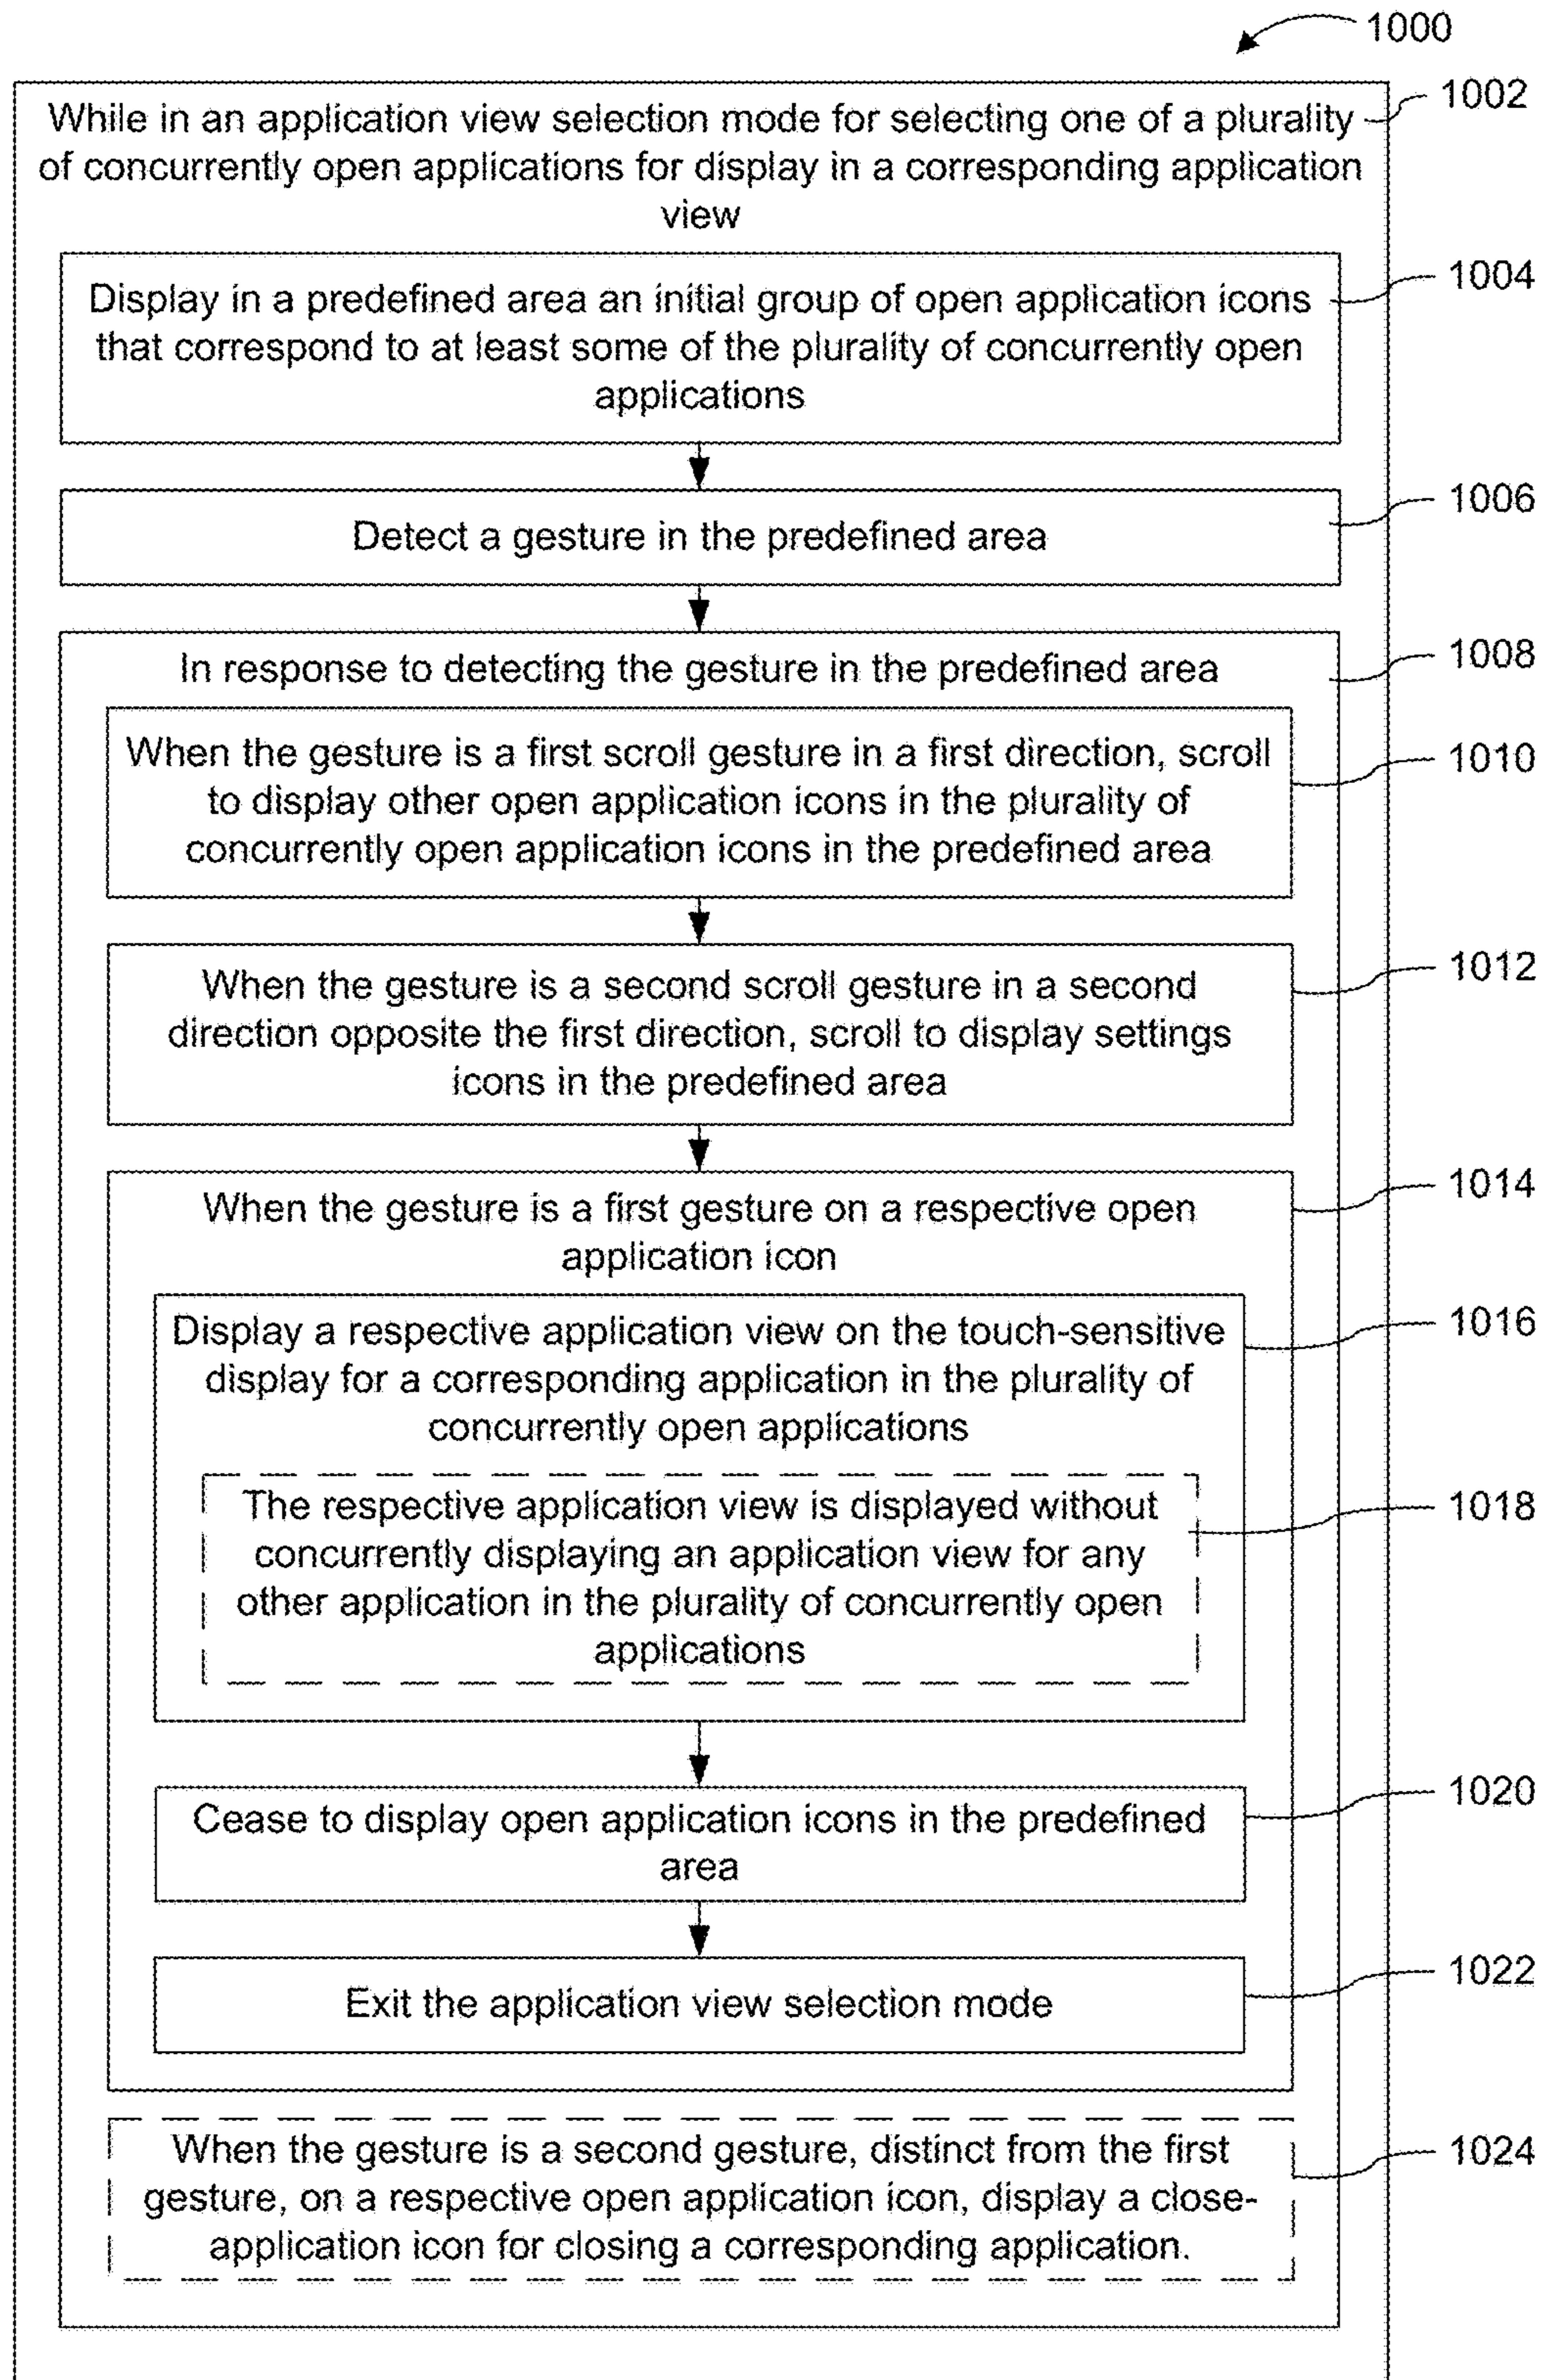 1000
1002
While in an application view selection mode for selecting one of a plurality
of concurrently open applications for display in a corresponding application
view
1004
Display in a predefined area an initial group of open application icons
that correspond to at least some of the plurality of concurrently open
applications
1006
Detect a gesture in the predefined area
1008
In response to detecting the gesture in the predefined area
1010
When the gesture is a first scroll gesture in a first direction, scroll
to display other open application icons in the plurality of
concurrently open application icons in the predefined area
1012
When the gesture is a second scroll gesture in a second
direction opposite the first direction, scroll to display settings
icons in the predefined area
1014
When the gesture is a first gesture on a respective open
application icon
1016
Display a respective application view on the touch-sensitive
display for a corresponding application in the plurality of
concurrently open applications
1018
The respective application view is displayed without
concurrently displaying an application view for any
other application in the plurality of concurrently open
applications
1020
Cease to display open application icons in the predefined
area
1022
Exit the application view selection mode
1024
When the gesture is a second gesture, distinct from the first
gesture, on a respective open application icon, display a close-
application icon for closing a corresponding application.